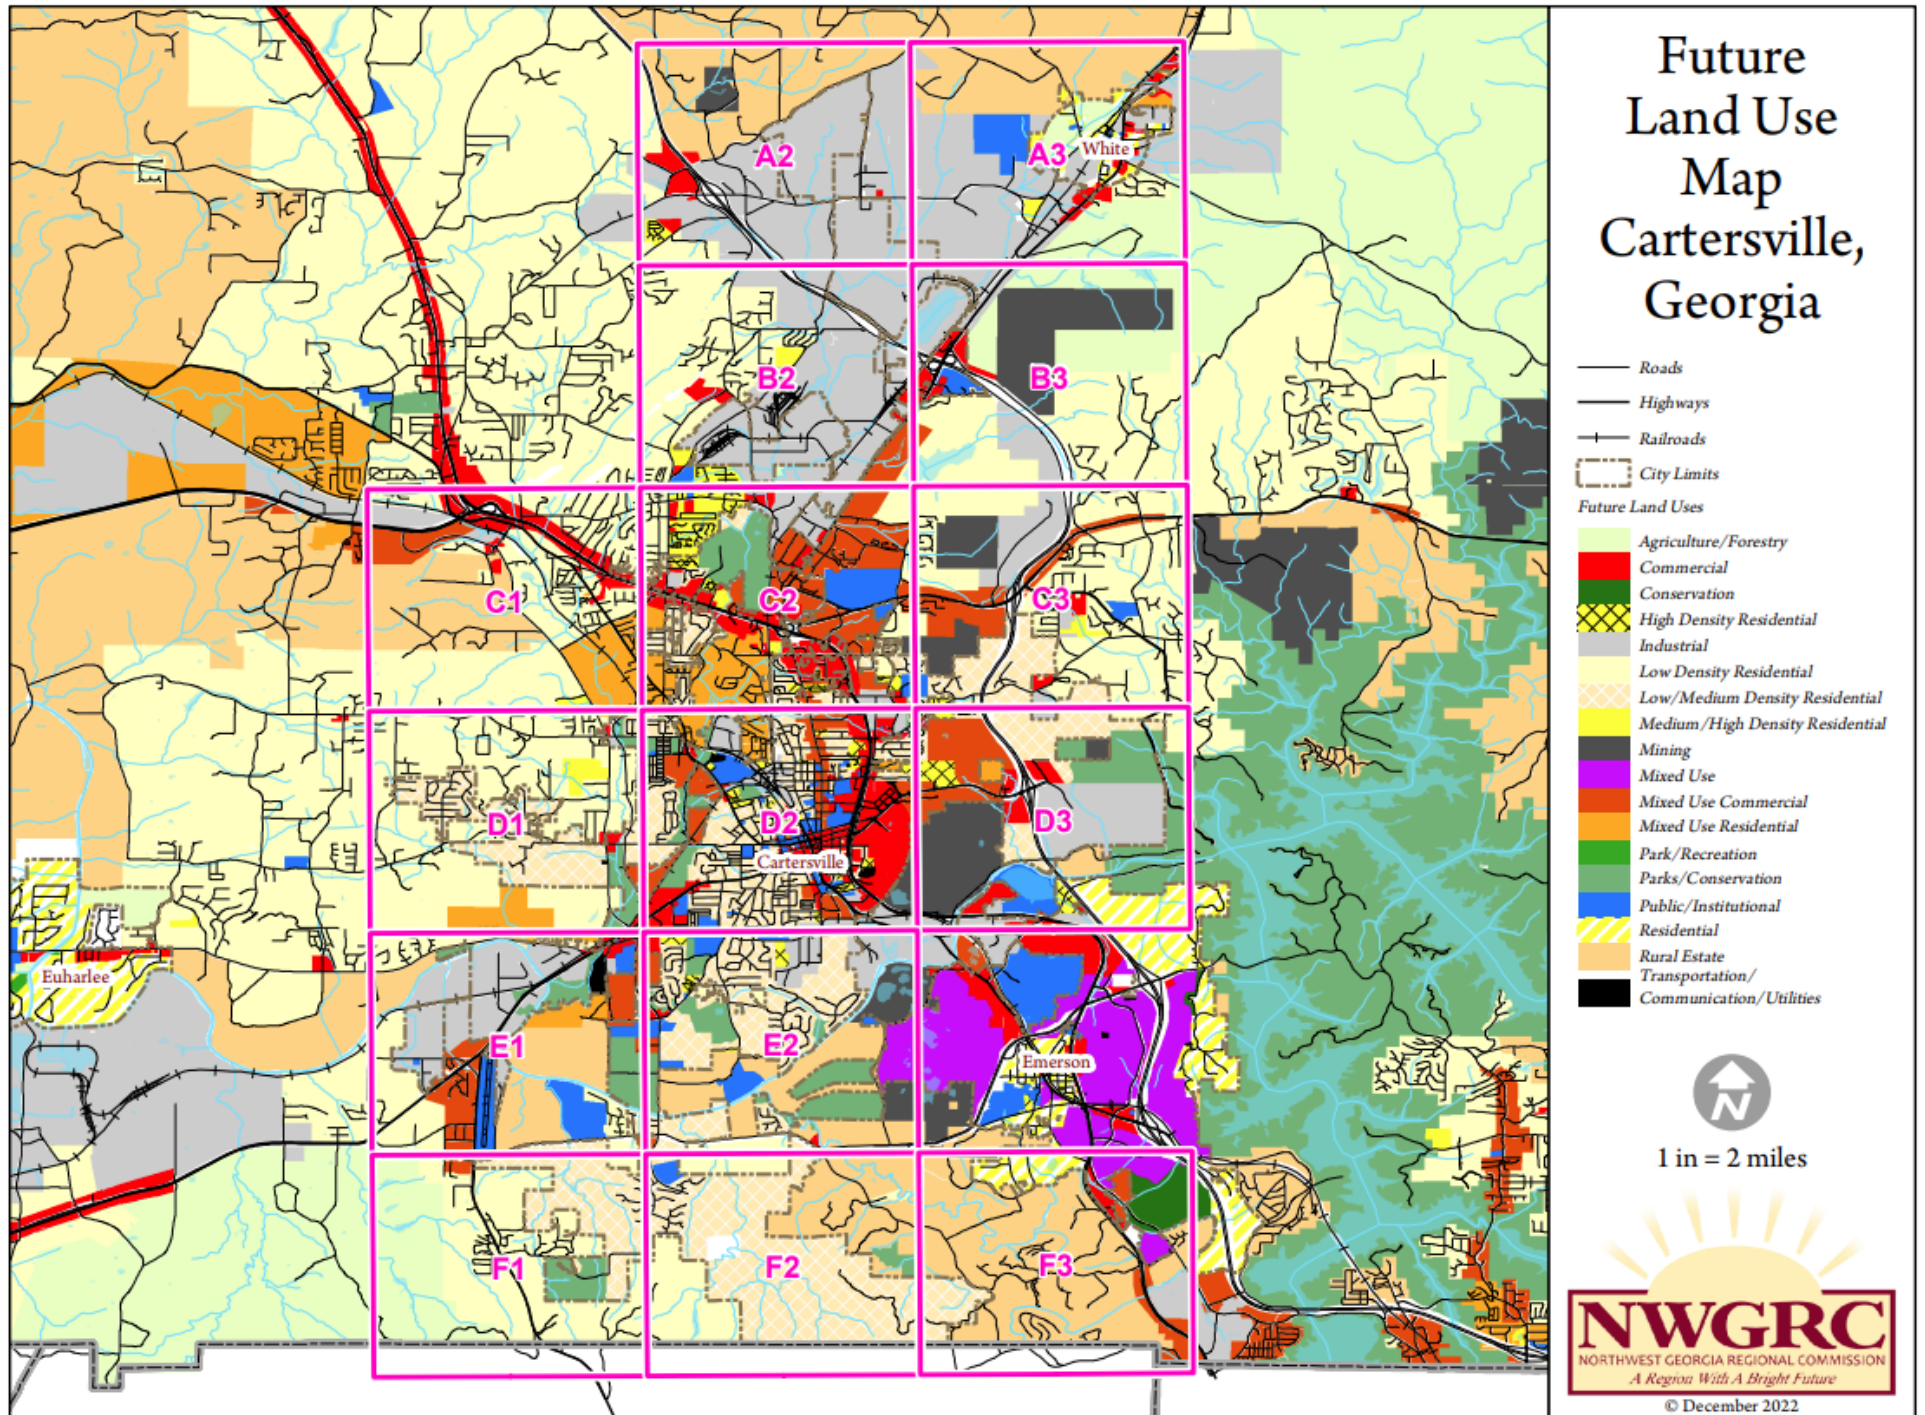 Future
Land Use
Map
Cartersville,
Georgia
Roads
Highways
Railroads
City Limits
Future Land Uses
Agriculture/Forestry
Commercial
Conservation
High Density Residential
Industrial
Low Density Residential
Low/Medium Density Residential
Medium/High Density Residential
Mining
Mixed Use
Mixed Use Commercial
Mixed Use Residential
Park/Recreation
Parks/Conservation
Public/Institutional
Residential
Rural Estate
Transportation/
Communication/Utilities
N
1 in = 2 miles
NWGRC
NORTHWEST GEORGIA REGIONAL COMMISSION
A Region With A Bright Future
© December 2022
A2
A3
White
B2
B3
C1
C2
C3
D1
D2
D3
Cartersville
Euharlee
E1
E2
Emerson
F1
F2
F3